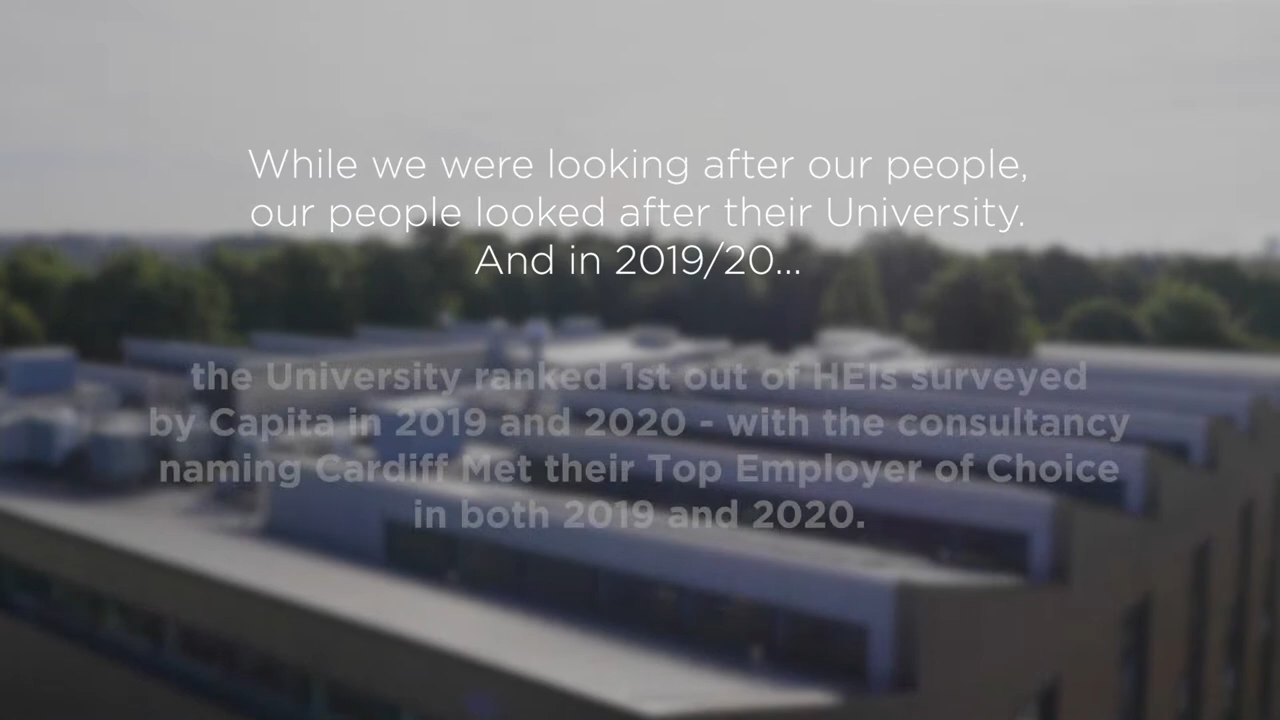 While we were looking after our people,
our people looked after their University.
And in 2019/20...
the University ranked 1st out of HEIs surveyed
by Capita in 2019 and 2020 - with the consultancy
naming Cardiff Met their Top Employer of Choice
in both 2019 and 2020.